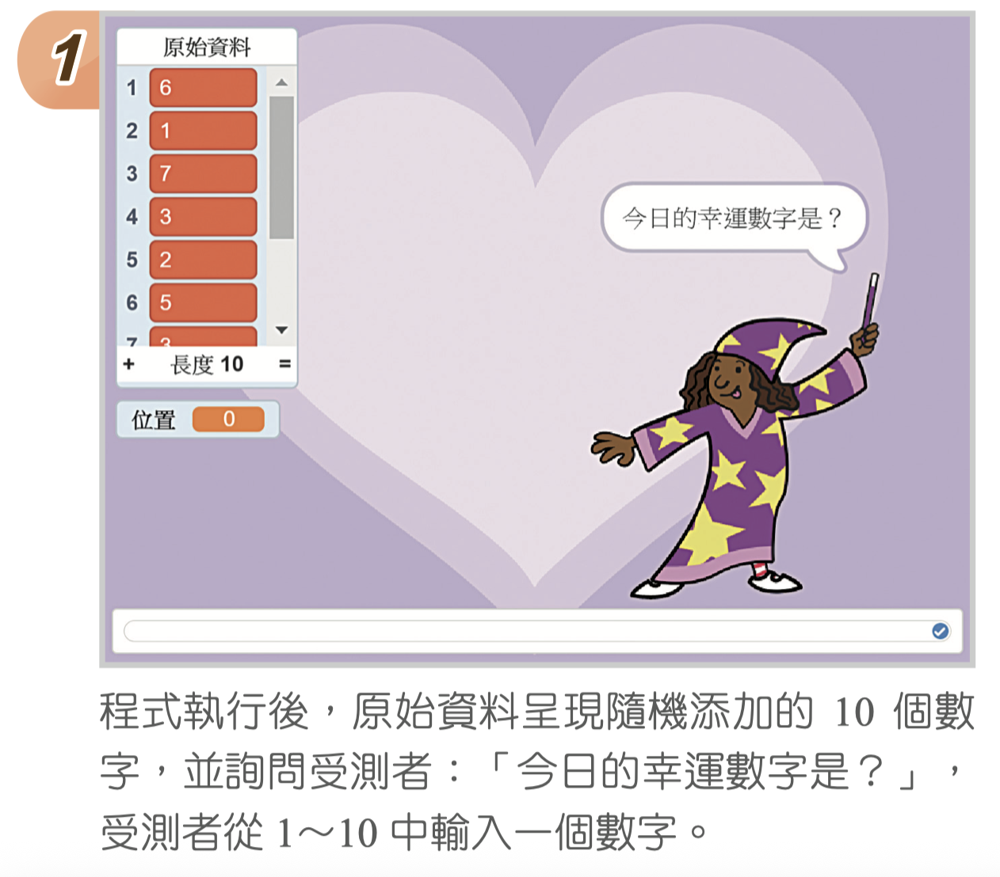 1
原始資料
1 6
2 1
3 7
4 3
5 2
6 5
7 3
+ 長度 10 =
位置 0
今日的幸運數字是?
程式執行後,原始資料呈現隨機添加的 10 個數
字,並詢問受測者:「今日的幸運數字是?」,
受測者從 1～10 中輸入一個數字。